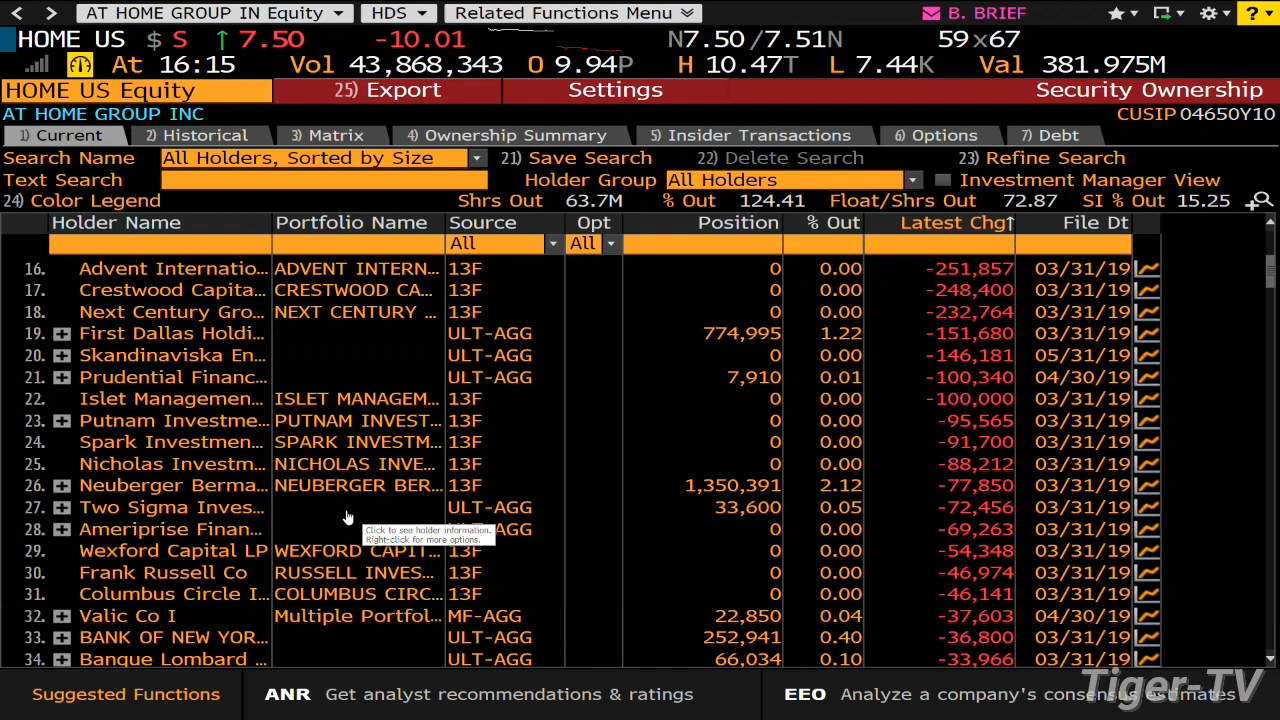 AT HOME GROUP IN Equity HDS Related Functions Menu B. BRIEF ?
HOME US $ S ↑ 7.50 -10.01 N7.50 /7.51N 59 x 67
At 16:15 Vol 43,868,343 O 9.94P H 10.47T L 7.44K Val 381.975M
HOME US Equity 25) Export Settings Security Ownership
AT HOME GROUP INC CUSIP 04650Y10
1) Current 2) Historical 3) Matrix 4) Ownership Summary 5) Insider Transactions 6) Options 7) Debt
Search Name All Holders, Sorted by Size 21) Save Search 22) Delete Search 23) Refine Search
Text Search Holder Group All Holders Investment Manager View
24) Color Legend Shrs Out 63.7M % Out 124.41 Float/Shrs Out 72.87 SI % Out 15.25
Holder Name Portfolio Name Source Opt Position % Out Latest Chg↑ File Dt
All All
16. Advent Internatio... ADVENT INTERN... 13F 0 0.00 -251,857 03/31/19
17. Crestwood Capita... CRESTWOOD CA... 13F 0 0.00 -248,400 03/31/19
18. Next Century Gro... NEXT CENTURY ... 13F 0 0.00 -232,764 03/31/19
19. + First Dallas Holdi... ULT-AGG 774,995 1.22 -151,680 03/31/19
20. + Skandinaviska En... ULT-AGG 0 0.00 -146,181 05/31/19
21. + Prudential Financ... ULT-AGG 7,910 0.01 -100,340 04/30/19
22. Islet Managemen... ISLET MANAGEM... 13F 0 0.00 -100,000 03/31/19
23. + Putnam Investme... PUTNAM INVEST... 13F 0 0.00 -95,565 03/31/19
24. Spark Investmen... SPARK INVESTM... 13F 0 0.00 -91,700 03/31/19
25. Nicholas Investm... NICHOLAS INVE... 13F 0 0.00 -88,212 03/31/19
26. + Neuberger Berma... NEUBERGER BER... 13F 1,350,391 2.12 -77,850 03/31/19
27. + Two Sigma Inves... ULT-AGG 33,600 0.05 -72,456 03/31/19
28. + Ameriprise Finan... AGG 0 0.00 -69,263 03/31/19
Click to see holder information.
Right-click for more options.
29. Wexford Capital LP WEXFORD CAPIT... 13F 0 0.00 -54,348 03/31/19
30. Frank Russell Co RUSSELL INVES... 13F 0 0.00 -46,974 03/31/19
31. Columbus Circle I... COLUMBUS CIRC... 13F 0 0.00 -46,141 03/31/19
32. + Valic Co I Multiple Portfol... MF-AGG 22,850 0.04 -37,603 04/30/19
33. + BANK OF NEW YOR... ULT-AGG 252,941 0.40 -36,800 03/31/19
34. + Banque Lombard ... ULT-AGG 66,034 0.10 -33,966 03/31/19
Suggested Functions ANR Get analyst recommendations & ratings EEO Analyze a company's consensus estimates
Tiger-TV